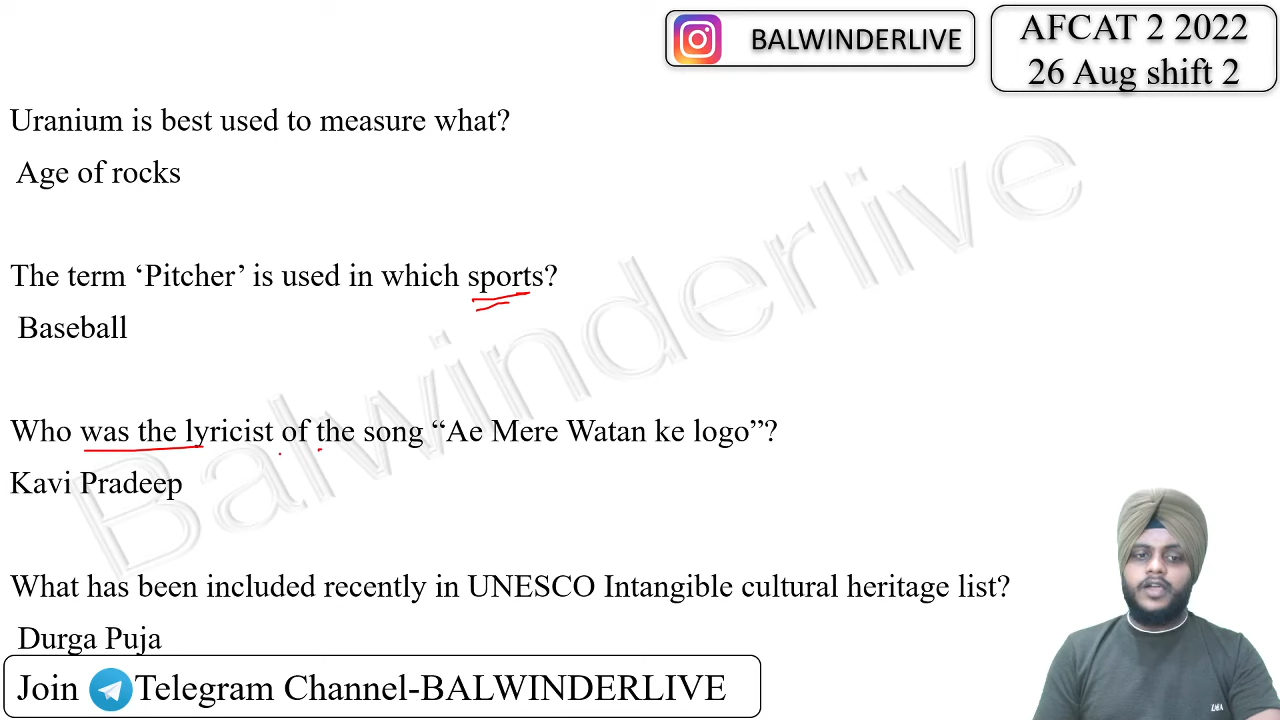 BALWINDERLIVE
AFCAT 2 2022
26 Aug shift 2
Uranium is best used to measure what?
Age of rocks
The term ‘Pitcher’ is used in which sports?
Baseball
Who was the lyricist of the song “Ae Mere Watan ke logo”?
Kavi Pradeep
What has been included recently in UNESCO Intangible cultural heritage list?
Durga Puja
Join Telegram Channel-BALWINDERLIVE
Balwinderlive